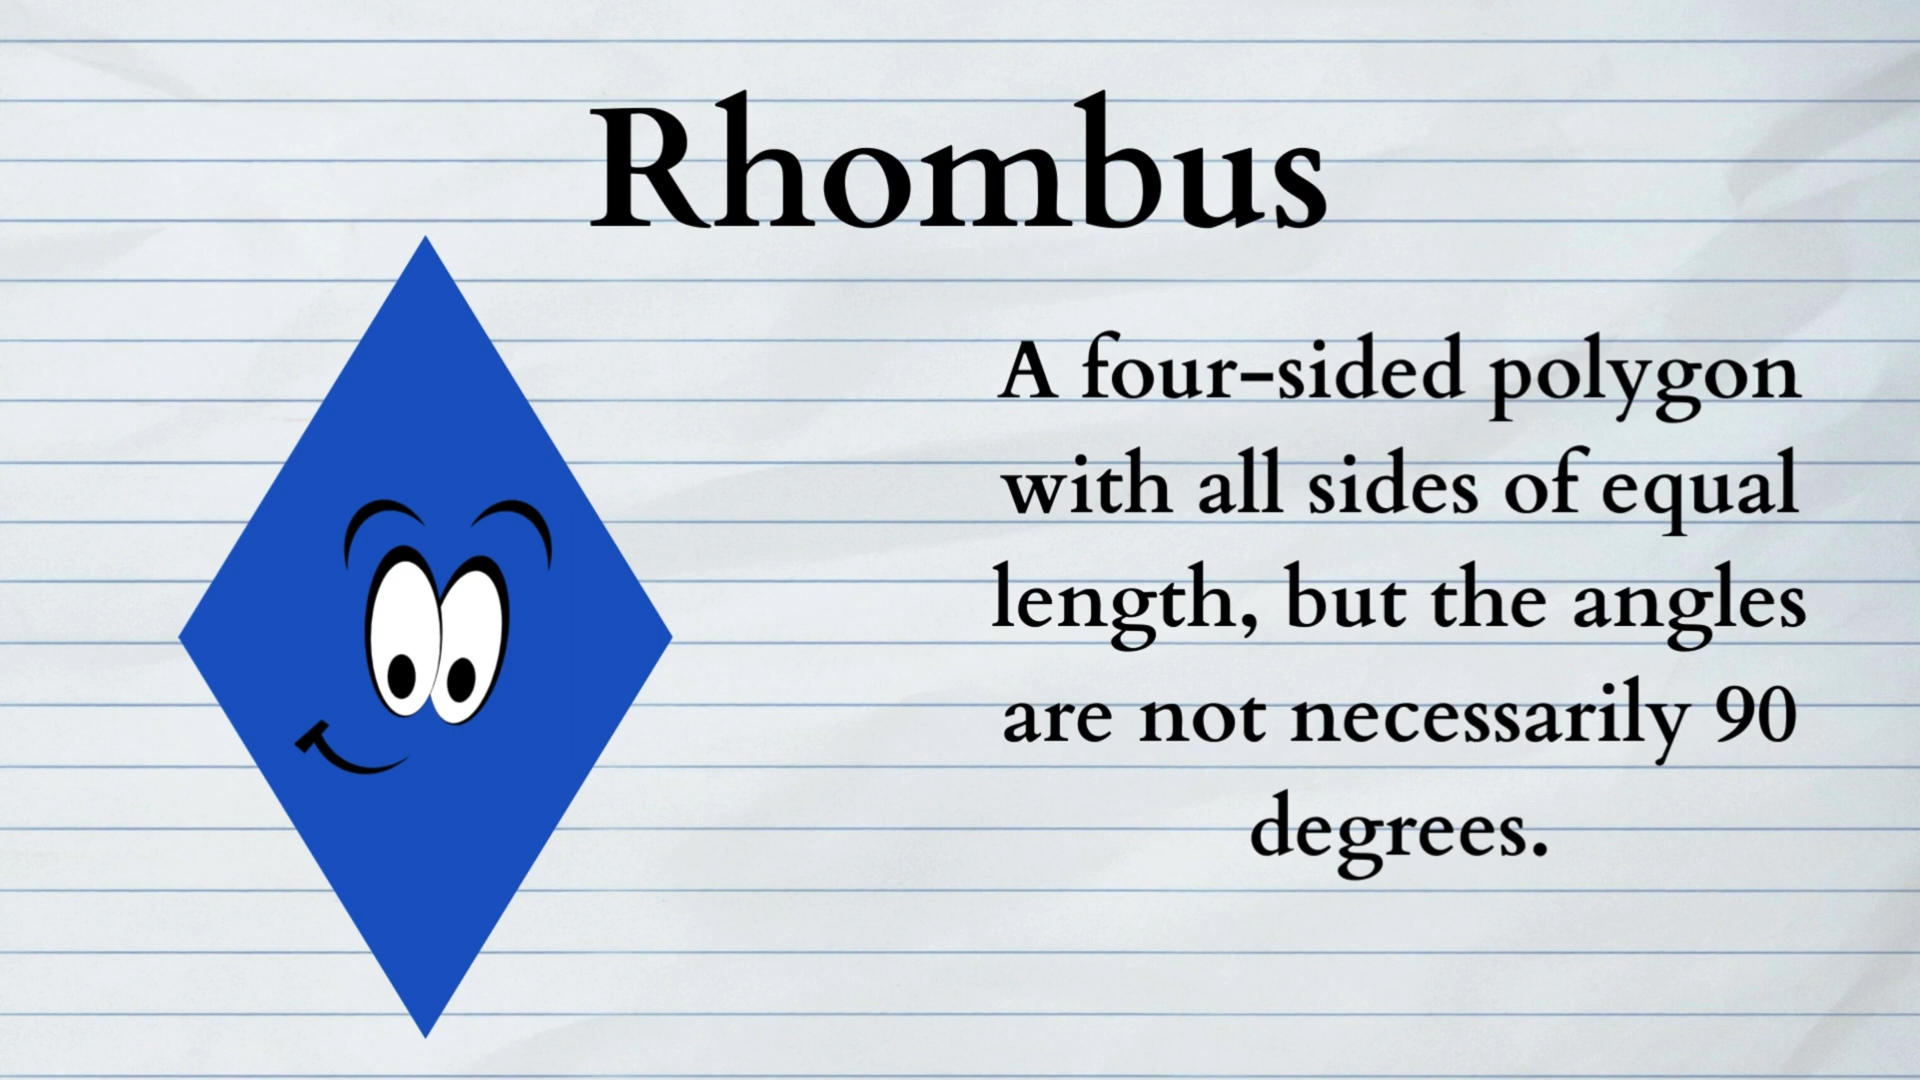 Rhombus
A four-sided polygon
with all sides of equal
length, but the angles
are not necessarily 90
degrees.